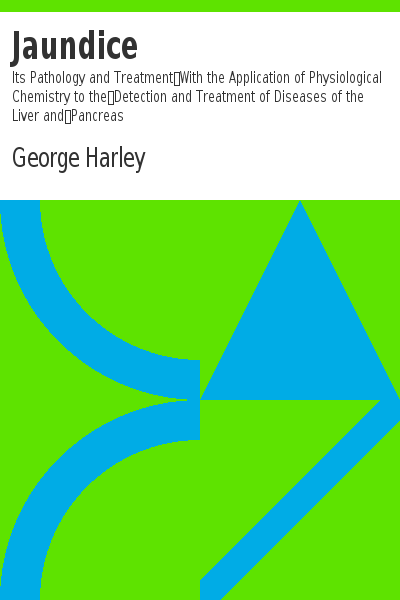 Jaundice
Its Pathology and Treatment▯With the Application of Physiological
Chemistry to the▯Detection and Treatment of Diseases of the
Liver and▯Pancreas
George Harley